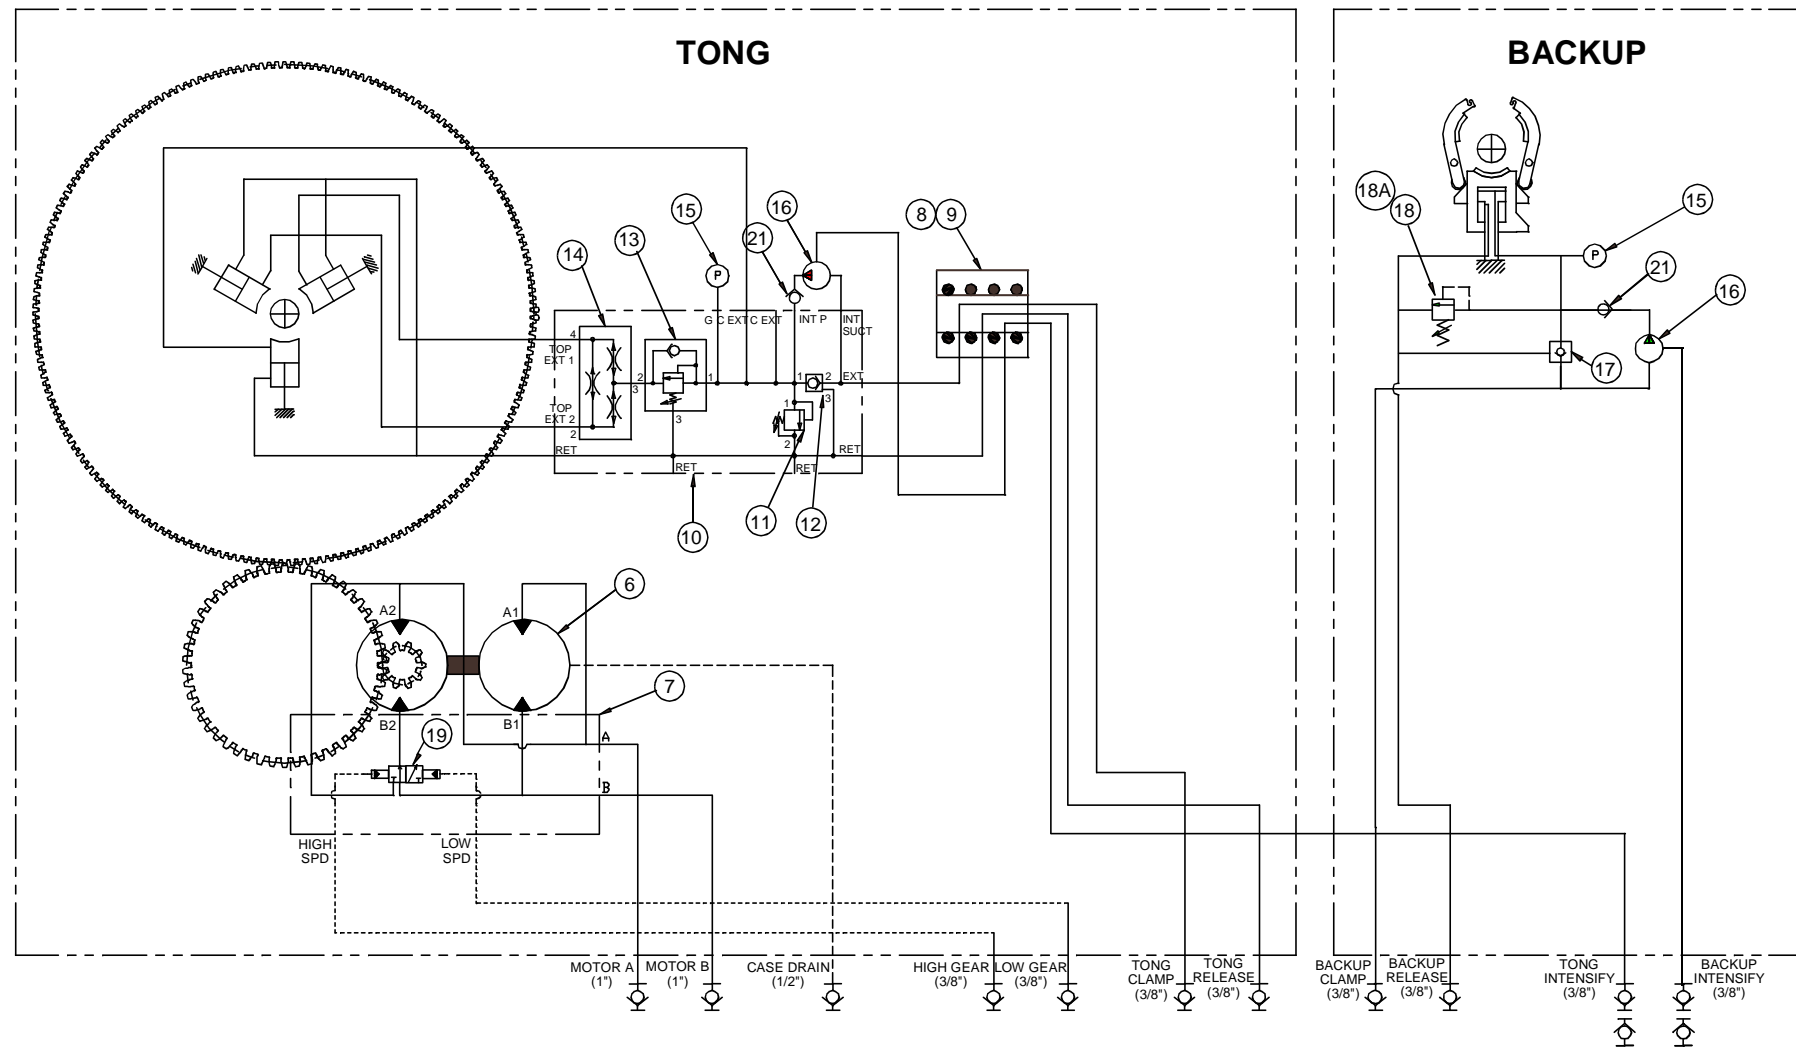 TONG
BACKUP
18A
18
15
15
16
21
8
9
13
14
21
16
P
P
G
C EXT
C EXT
INT P
INT
SUCT
4
TOP
EXT 1
2
3
1
1
2
EXT
3
17
TOP
EXT 2
2
3
1
2
RET
RET
RET
RET
10
11
12
6
A2
A1
7
B2
B1
19
A
B
HIGH
SPD
LOW
SPD
MOTOR A
(1")
MOTOR B
(1")
CASE DRAIN
(1/2")
HIGH GEAR
(3/8")
LOW GEAR
(3/8")
TONG
CLAMP
(3/8")
TONG
RELEASE
(3/8")
BACKUP
CLAMP
(3/8")
BACKUP
RELEASE
(3/8")
TONG
INTENSIFY
(3/8")
BACKUP
INTENSIFY
(3/8")